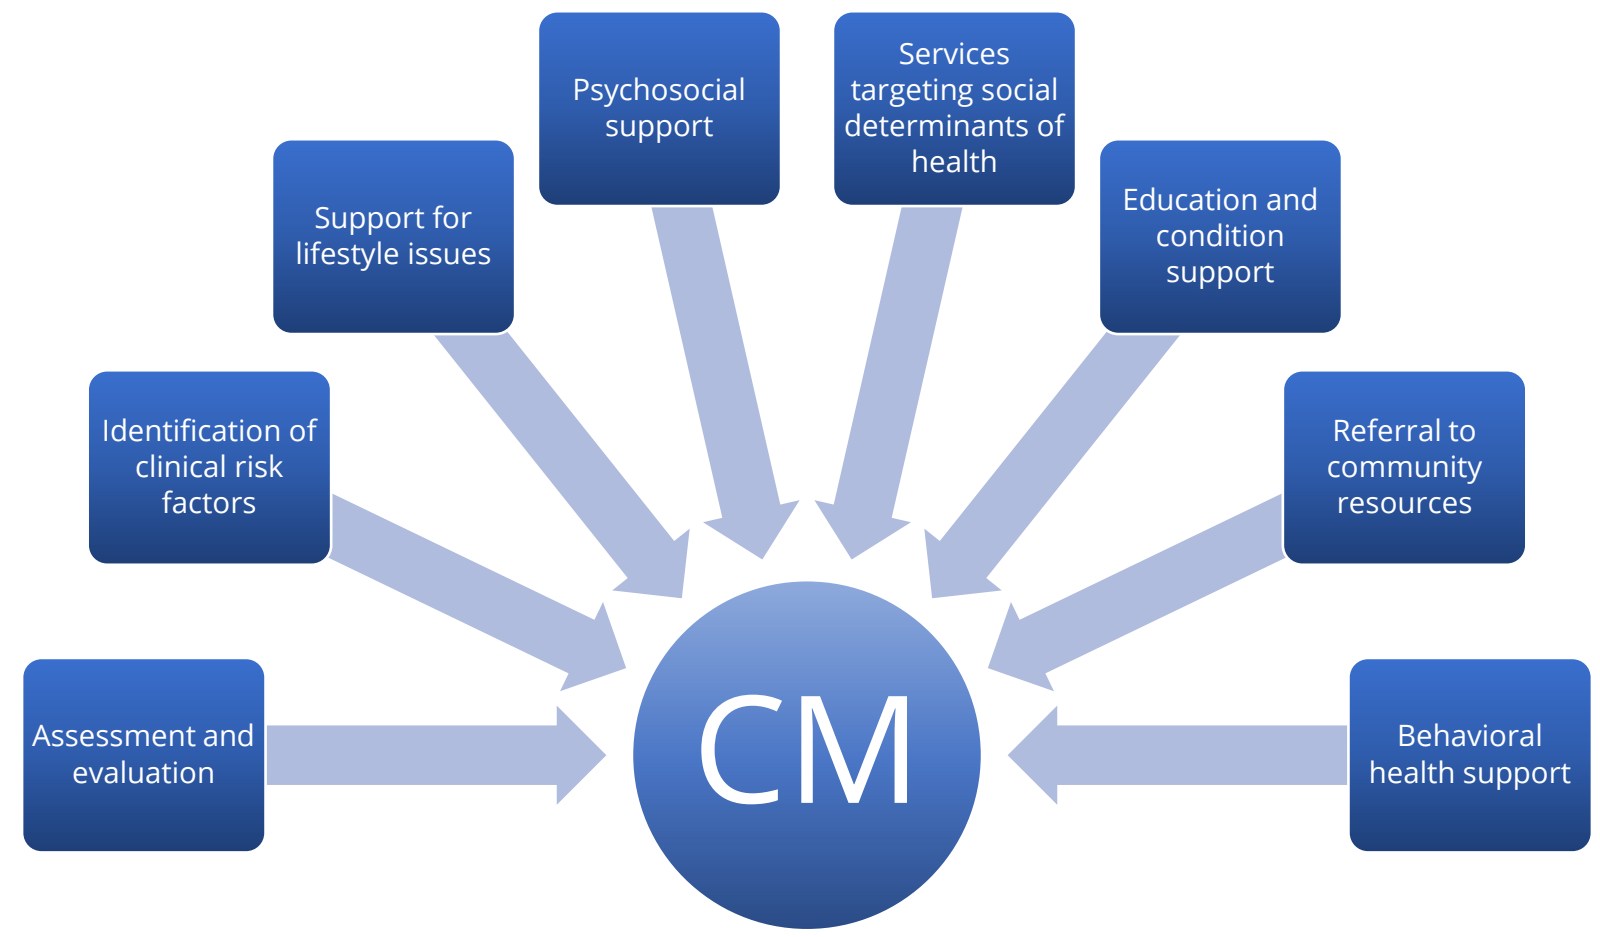 Psychosocial
support
Services
targeting social
determinants of
health
Support for
lifestyle issues
Education and
condition
support
Identification of
clinical risk
factors
Referral to
community
resources
Assessment and
evaluation
CM
Behavioral
health support